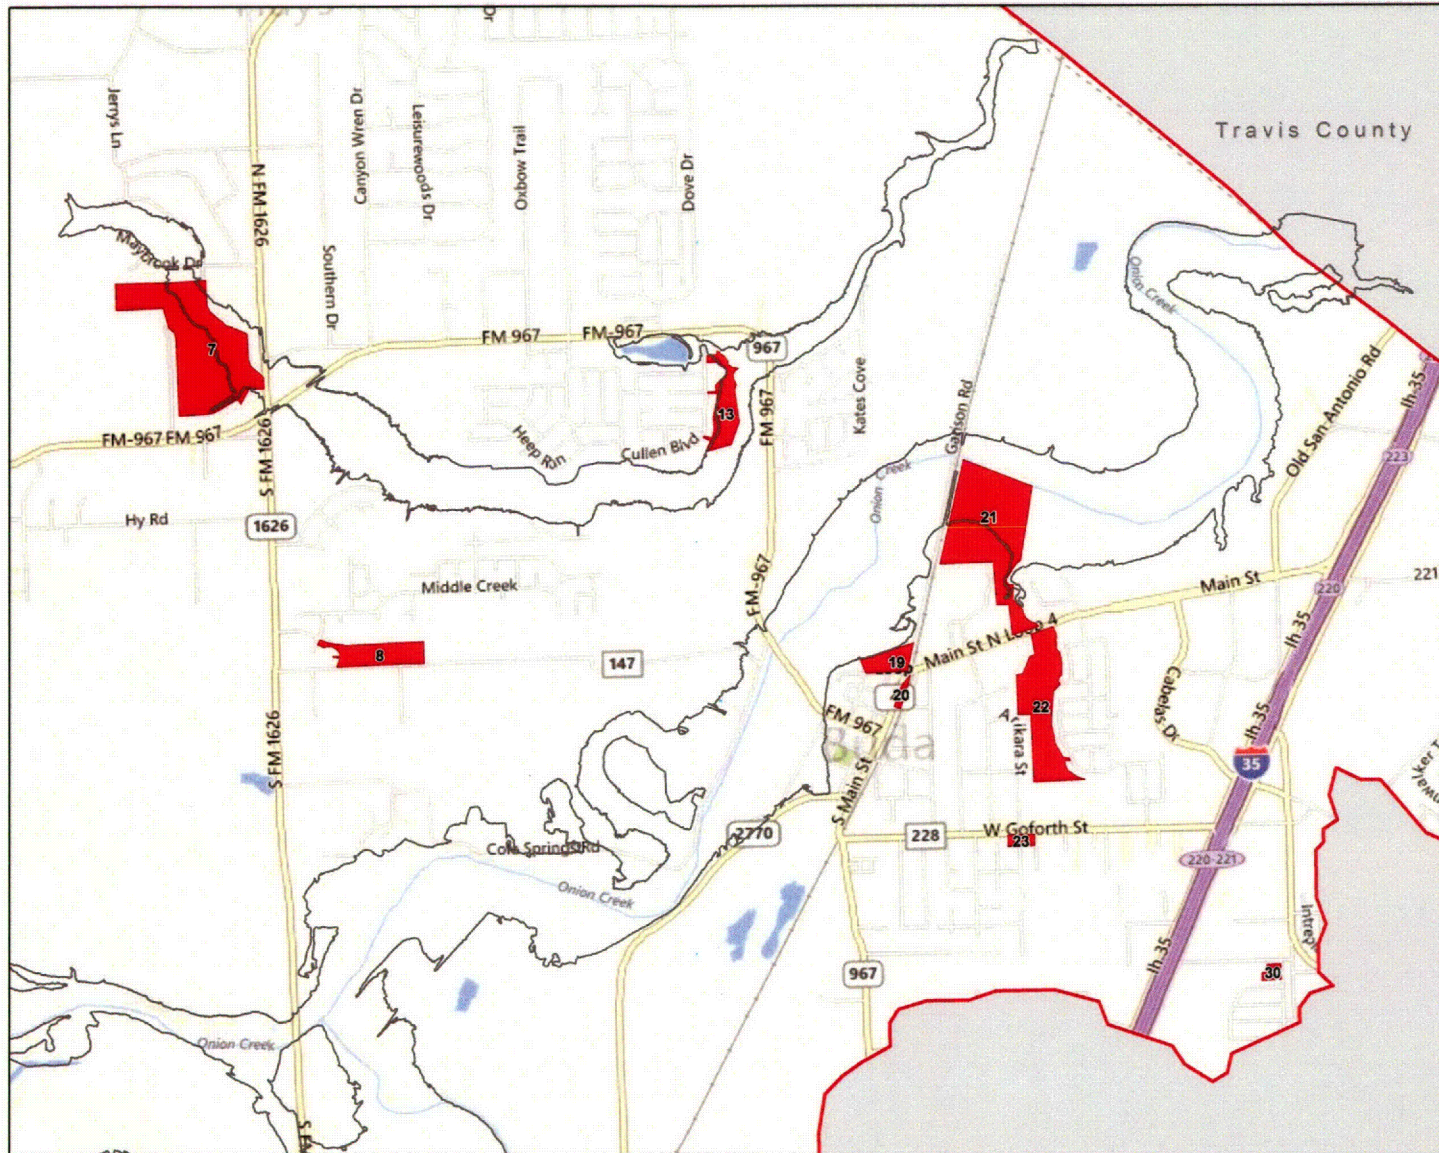 Travis County
Jerrys Ln
N FM 1626
Canyon Wren Dr
Leisurewoods Dr
Oxbow Trail
Dove Dr
Dr
Maybrook Dr
Southern Dr
Onion Creek
7
FM 967
FM-967
967
13
Kates Cove
Garison Rd
Old San Antonio Rd
Ih 35
223
FM-967 FM 967
S FM 1626
Heep Run
Cullen Blvd
FM-967
Onion Creek
Hy Rd
1626
21
Middle Creek
FM-967
Main St
220
221
8
147
19
Main St N Loop 4
Ih 35
20
22
Cabelas Dr
S FM 1626
FM 967
Buda
Arikara St
Ih 35
35
S Main St
2770
228
W Goforth St
23
220-221
Cole Springs Rd
Onion Creek
Ih 35
967
30
Onion Creek